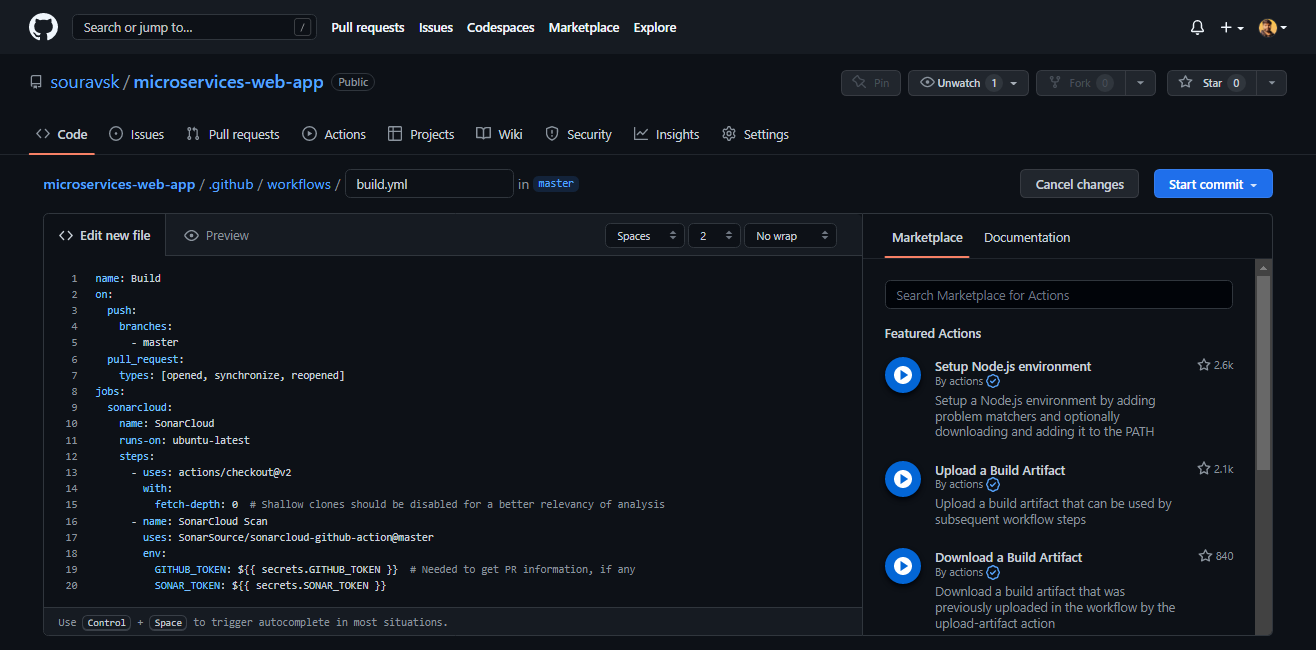 Search or jump to... /
Pull requests Issues Codespaces Marketplace Explore
souravsk / microservices-web-app Public
Pin Unwatch 1 Fork 0 Star 0
Code Issues Pull requests Actions Projects Wiki Security Insights Settings
microservices-web-app / .github / workflows / build.yml in master
Cancel changes Start commit
Edit new file Preview Spaces 2 No wrap
1 name: Build
2 on:
3 push:
4 branches:
5 - master
6 pull_request:
7 types: [opened, synchronize, reopened]
8 jobs:
9 sonarcloud:
10 name: SonarCloud
11 runs-on: ubuntu-latest
12 steps:
13 - uses: actions/checkout@v2
14 with:
15 fetch-depth: 0 # Shallow clones should be disabled for a better relevancy of analysis
16 - name: SonarCloud Scan
17 uses: SonarSource/sonarcloud-github-action@master
18 env:
19 GITHUB_TOKEN: ${{ secrets.GITHUB_TOKEN }} # Needed to get PR information, if any
20 SONAR_TOKEN: ${{ secrets.SONAR_TOKEN }}
Use Control + Space to trigger autocomplete in most situations.
Marketplace Documentation
Search Marketplace for Actions
Featured Actions
Setup Node.js environment 2.6k
By actions
Setup a Node.js environment by adding
problem matchers and optionally
downloading and adding it to the PATH
Upload a Build Artifact 2.1k
By actions
Upload a build artifact that can be used by
subsequent workflow steps
Download a Build Artifact 840
By actions
Download a build artifact that was
previously uploaded in the workflow by the
upload-artifact action